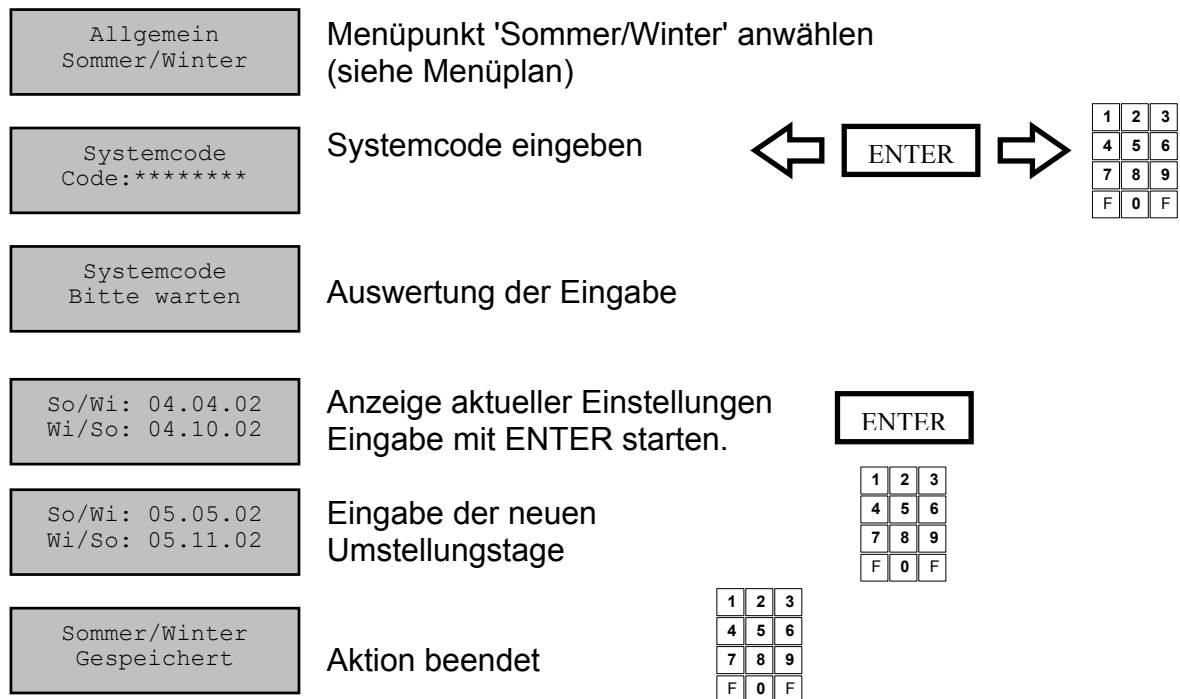 Allgemein
Sommer/Winter
Menüpunkt 'Sommer/Winter' anwählen
(siehe Menüplan)
Systemcode
Code:********
Systemcode eingeben
ENTER
1 2 3
4 5 6
7 8 9
F 0 F
Systemcode
Bitte warten
Auswertung der Eingabe
So/Wi: 04.04.02
Wi/So: 04.10.02
Anzeige aktueller Einstellungen
Eingabe mit ENTER starten.
ENTER
So/Wi: 05.05.02
Wi/So: 05.11.02
Eingabe der neuen
Umstellungstage
1 2 3
4 5 6
7 8 9
F 0 F
Sommer/Winter
Gespeichert
Aktion beendet
1 2 3
4 5 6
7 8 9
F 0 F